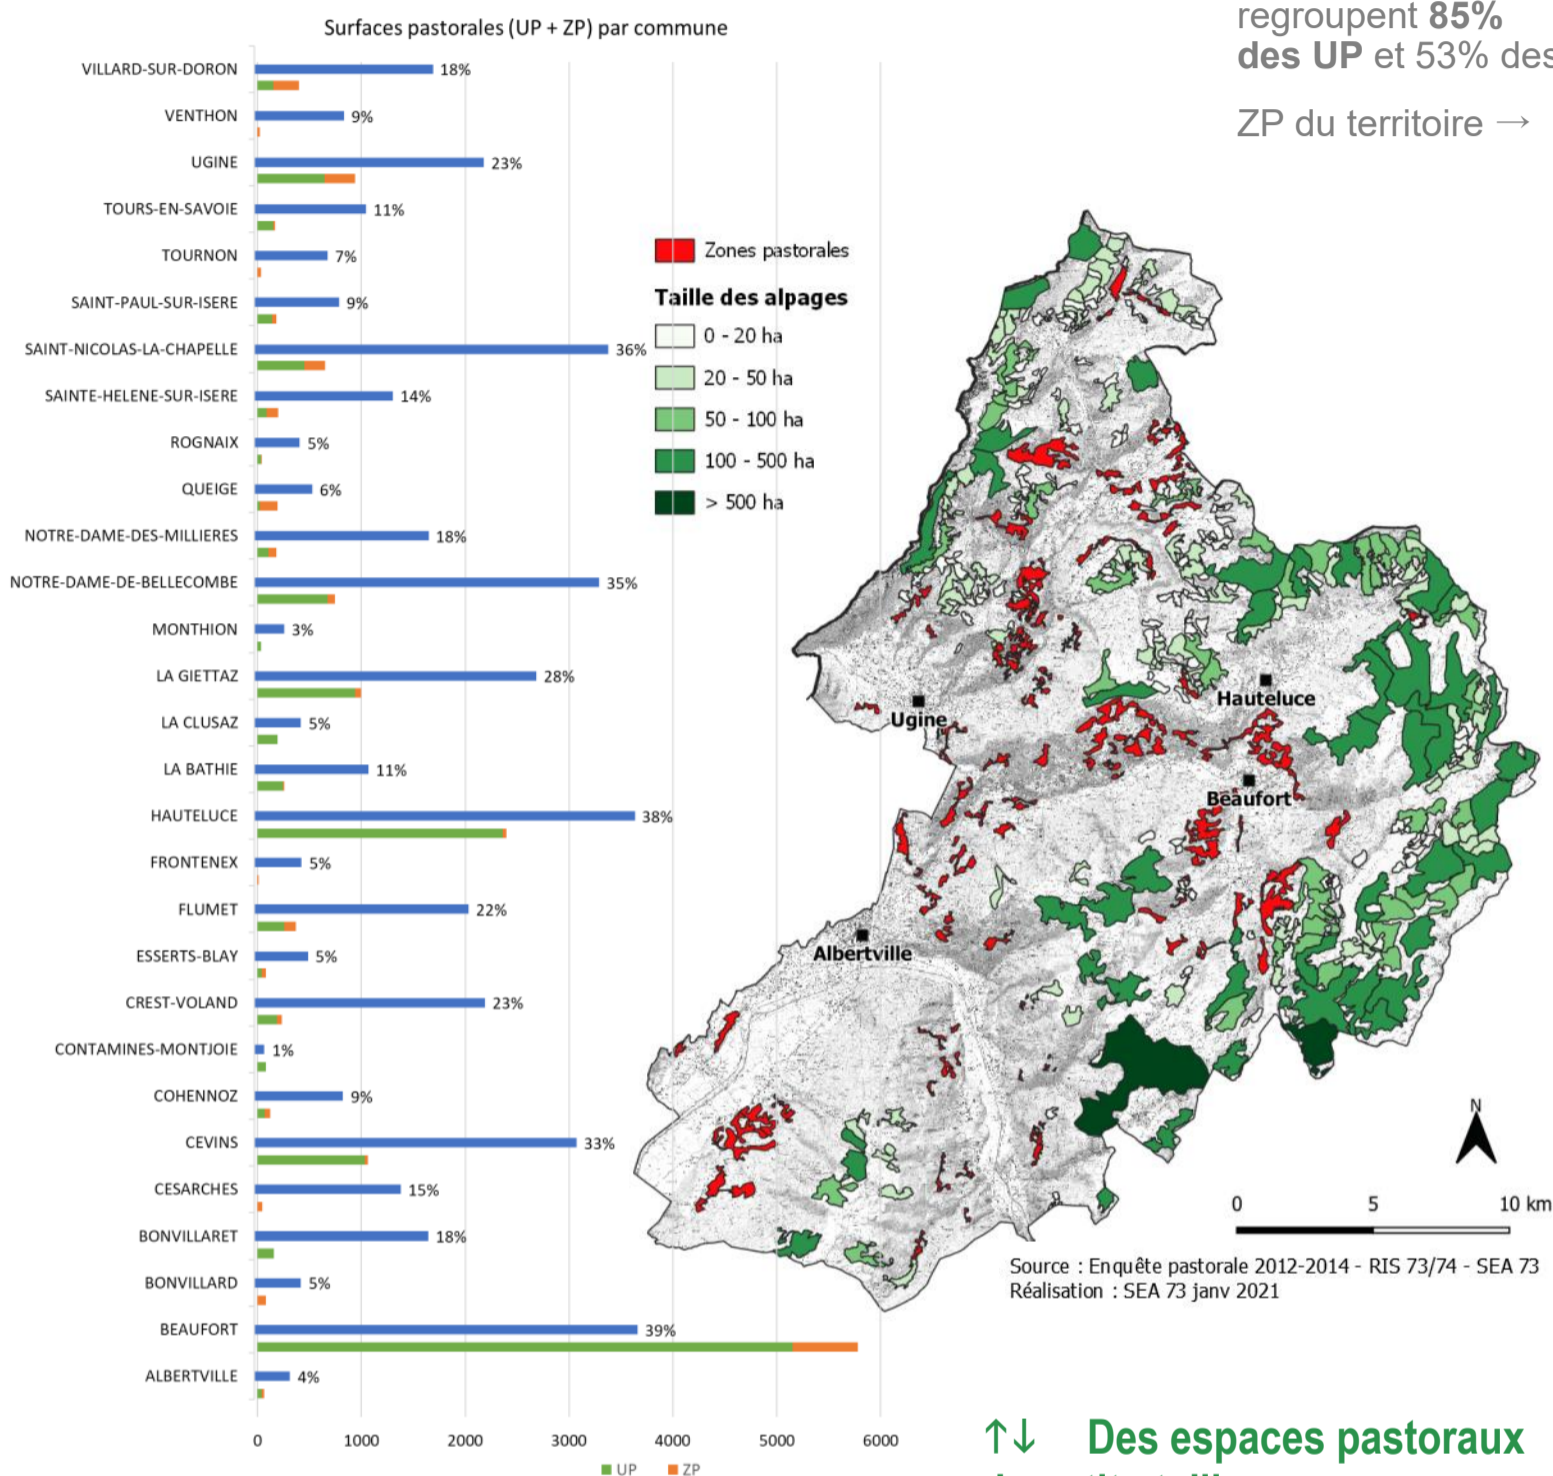 regroupent 85%
des UP et 53% des
ZP du territoire →
Surfaces pastorales (UP + ZP) par commune
VILLARD-SUR-DORON 18%
VENTHON 9%
UGINE 23%
TOURS-EN-SAVOIE 11%
TOURNON 7%
SAINT-PAUL-SUR-ISERE 9%
SAINT-NICOLAS-LA-CHAPELLE 36%
SAINTE-HELENE-SUR-ISERE 14%
ROGNAIX 5%
QUEIGE 6%
NOTRE-DAME-DES-MILLIERES 18%
NOTRE-DAME-DE-BELLECOMBE 35%
MONTHION 3%
LA GIETTAZ 28%
LA CLUSAZ 5%
LA BATHIE 11%
HAUTELUCE 38%
FRONTENEX 5%
FLUMET 22%
ESSERTS-BLAY 5%
CREST-VOLAND 23%
CONTAMINES-MONTJOIE 1%
COHENNOZ 9%
CEVINS 33%
CESARCHES 15%
BONVILLARET 18%
BONVILLARD 5%
BEAUFORT 39%
ALBERTVILLE 4%
0 1000 2000 3000 4000 5000 6000
UP ZP
Zones pastorales
Taille des alpages
0 - 20 ha
20 - 50 ha
50 - 100 ha
100 - 500 ha
> 500 ha
Hauteluce
Ugine
Beaufort
Albertville
N
0 5 10 km
Source : Enquête pastorale 2012-2014 - RIS 73/74 - SEA 73
Réalisation : SEA 73 janv 2021
↑↓ Des espaces pastoraux